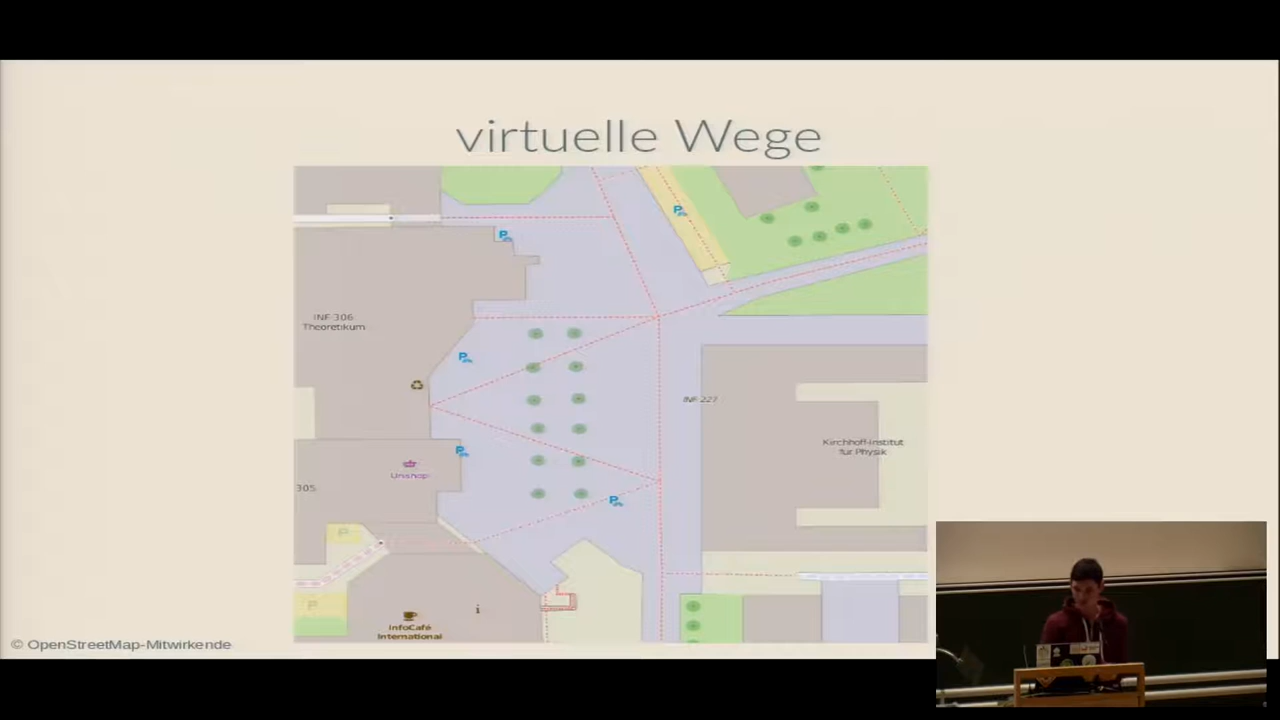 virtuelle Wege
P
P
INF 306
Theoretikum
P
INF 227
Kirchhoff-Institut
für Physik
P
Unishop
305
P
P
P
i
InfoCafé
International
© OpenStreetMap-Mitwirkende